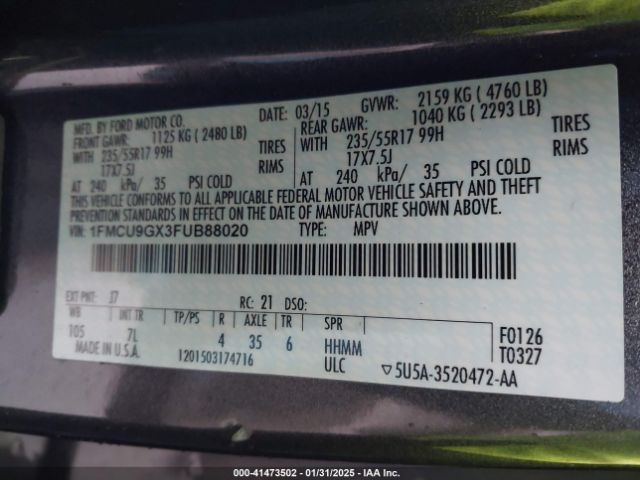 MFD. BY FORD MOTOR CO.
DATE: 03/15 GVWR: 2159 KG ( 4760 LB)
FRONT GAWR: 1125 KG ( 2480 LB)
REAR GAWR: 1040 KG ( 2293 LB)
WITH 235/55R17 99H TIRES
WITH 235/55R17 99H TIRES
17X7.5J RIMS
17X7.5J RIMS
AT 240 kPa/ 35 PSI COLD
AT 240 kPa/ 35 PSI COLD
THIS VEHICLE CONFORMS TO ALL APPLICABLE FEDERAL MOTOR VEHICLE SAFETY AND THEFT
PREVENTION STANDARDS IN EFFECT ON THE DATE OF MANUFACTURE SHOWN ABOVE.
VIN: 1FMCU9GX3FUB88020 TYPE: MPV
EXT PNT: J7 RC: 21 DSO:
WB INT TR TP/PS R AXLE TR SPR
105 7L 4 35 6 HHMM
F0126
T0327
MADE IN U.S.A. 1201503174716 ULC ▽5U5A-3520472-AA
000-41473502 - 01/31/2025 - IAA Inc.